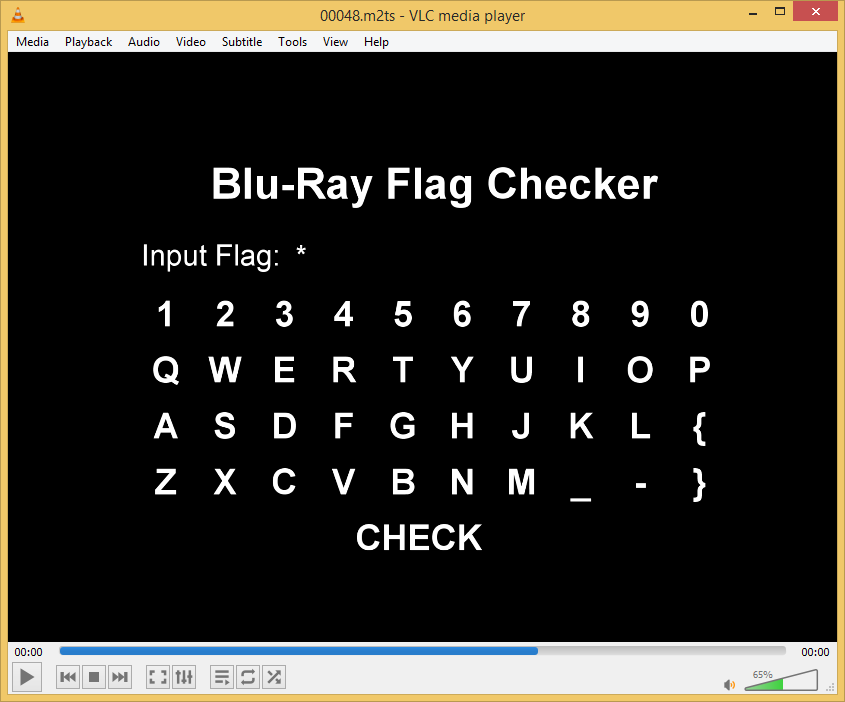 00048.m2ts - VLC media player
Media Playback Audio Video Subtitle Tools View Help
Blu-Ray Flag Checker
Input Flag: *
1 2 3 4 5 6 7 8 9 0
Q W E R T Y U I O P
A S D F G H J K L {
Z X C V B N M _ - }
CHECK
00:00 00:00
65%